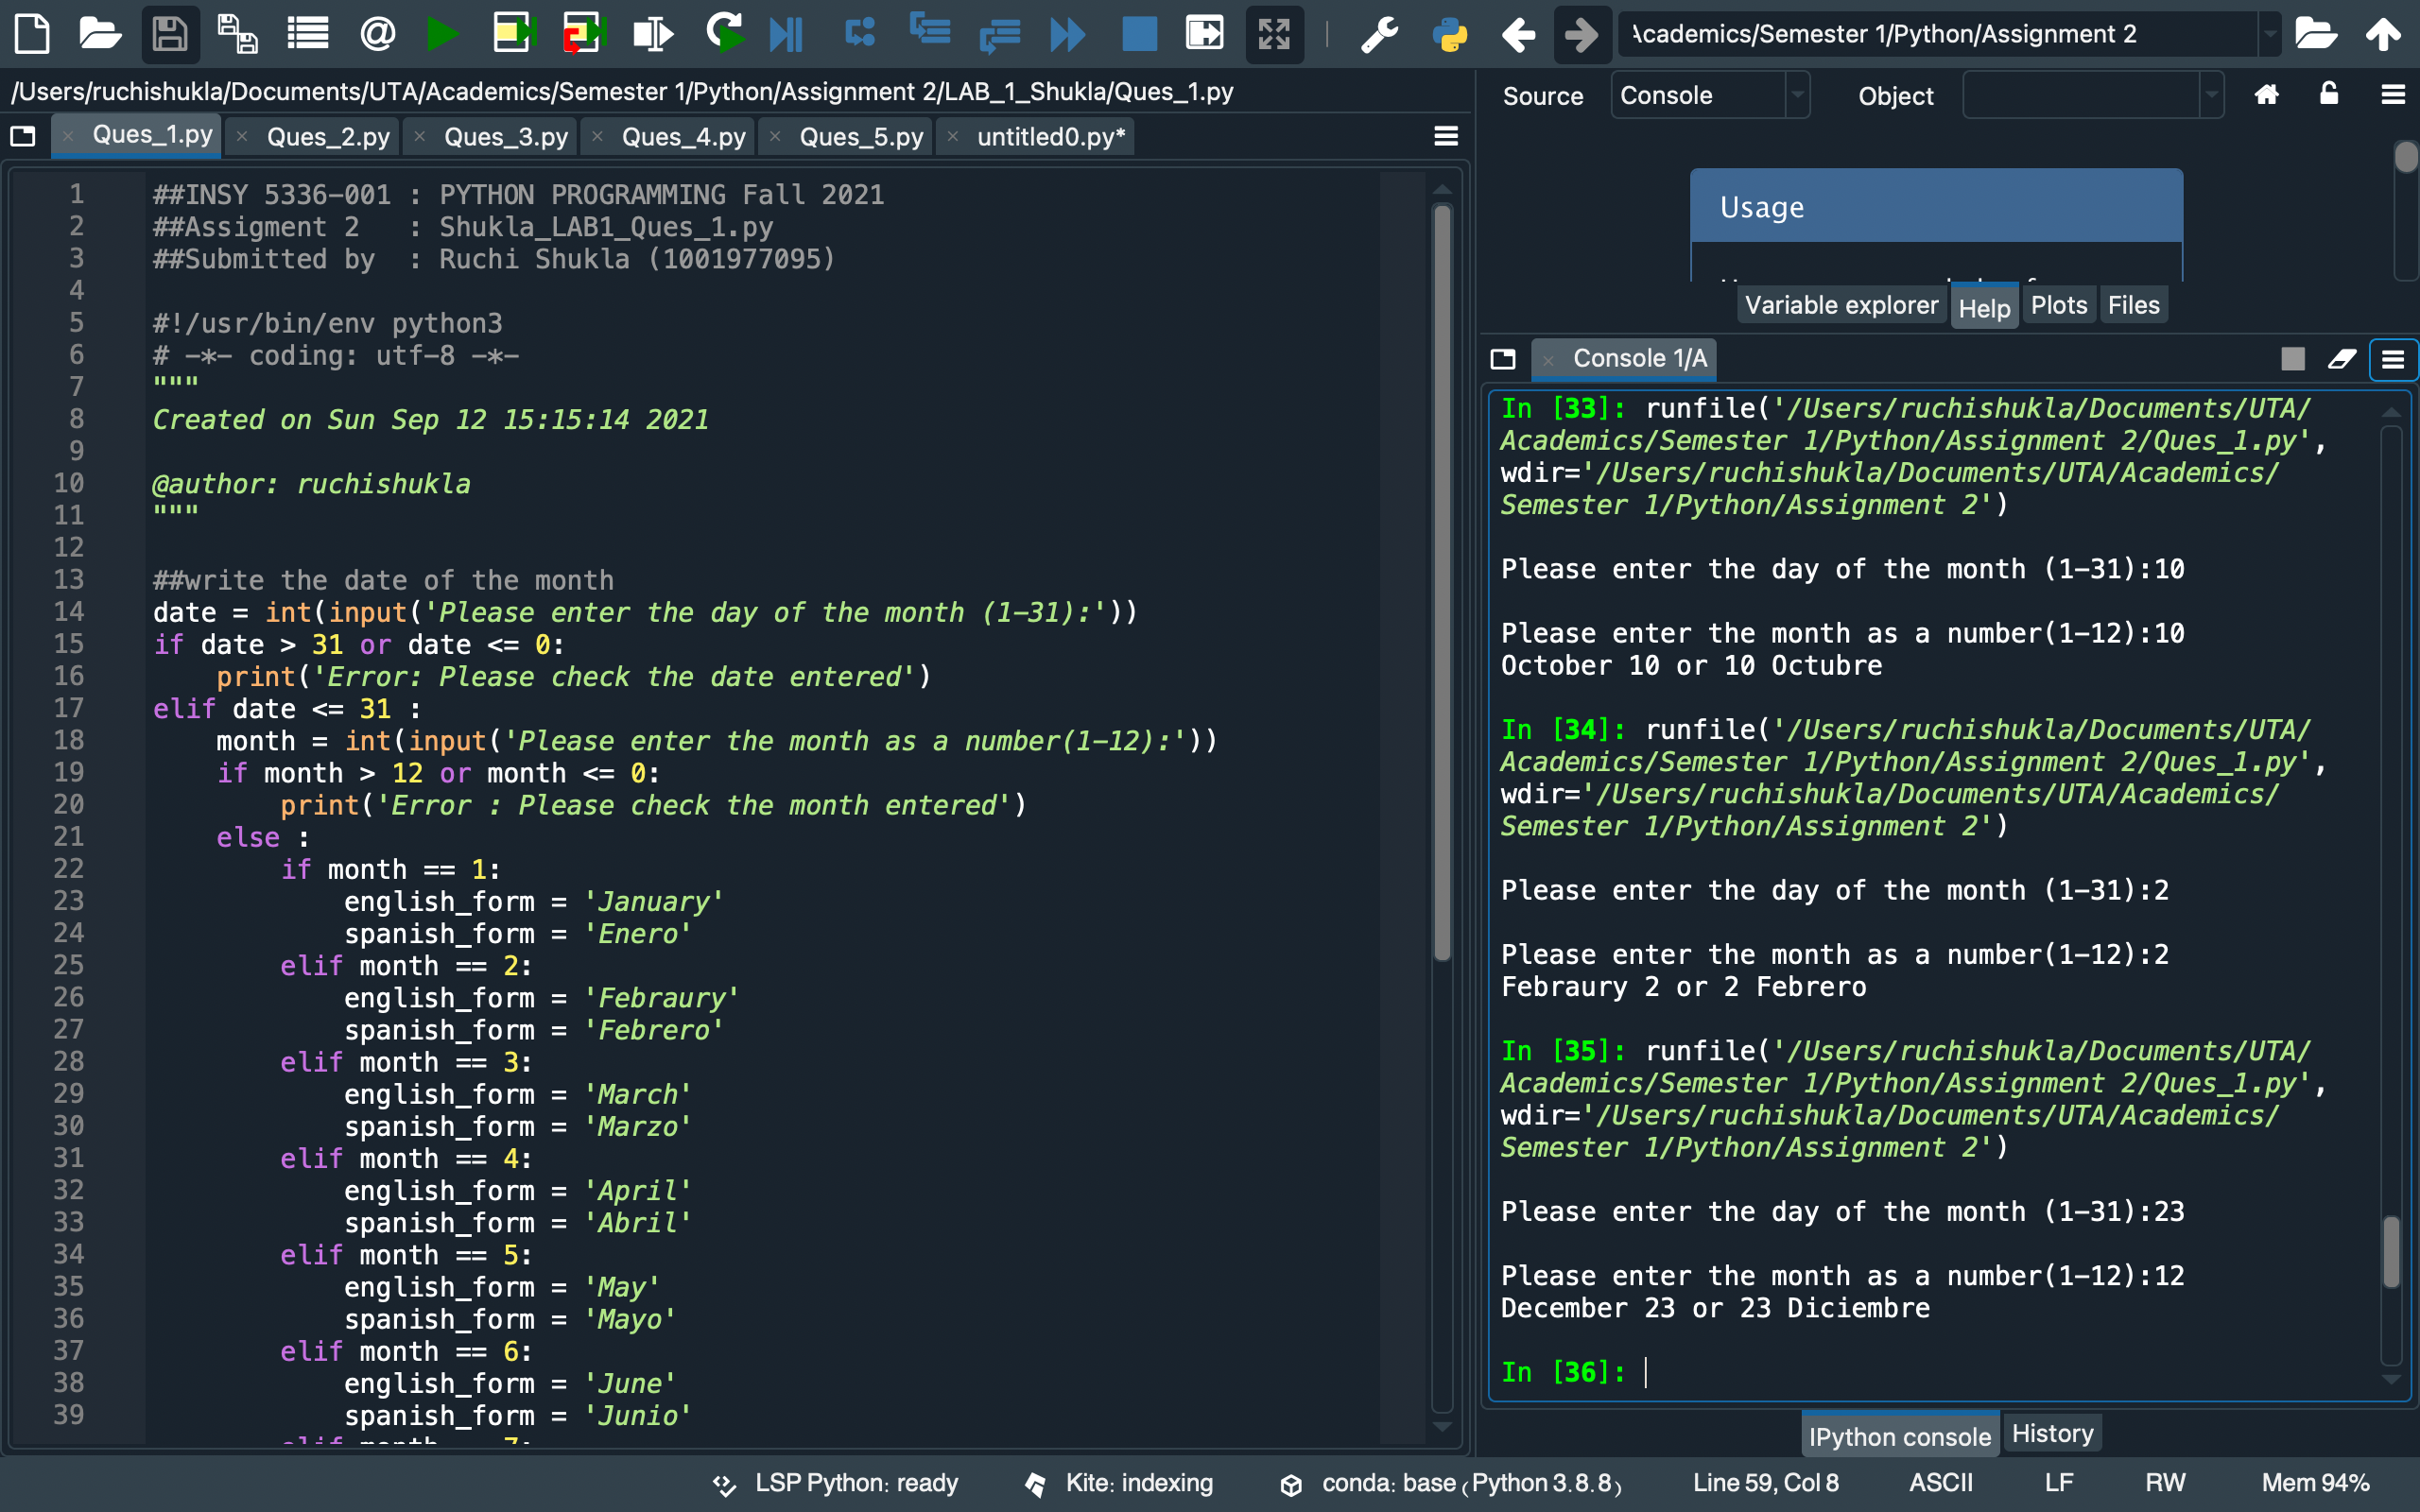 \cademics/Semester 1/Python/Assignment 2
/Users/ruchishukla/Documents/UTA/Academics/Semester 1/Python/Assignment 2/LAB_1_Shukla/Ques_1.py
Ques_1.py Ques_2.py Ques_3.py Ques_4.py Ques_5.py untitled0.py*
1 ##INSY 5336-001 : PYTHON PROGRAMMING Fall 2021
2 ##Assigment 2   : Shukla_LAB1_Ques_1.py
3 ##Submitted by  : Ruchi Shukla (1001977095)
4
5 #!/usr/bin/env python3
6 # -*- coding: utf-8 -*-
7 """
8 Created on Sun Sep 12 15:15:14 2021
9
10 @author: ruchishukla
11 """
12
13 ##write the date of the month
14 date = int(input('Please enter the day of the month (1-31):'))
15 if date > 31 or date <= 0:
16     print('Error: Please check the date entered')
17 elif date <= 31 :
18     month = int(input('Please enter the month as a number(1-12):'))
19     if month > 12 or month <= 0:
20         print('Error : Please check the month entered')
21     else :
22         if month == 1:
23             english_form = 'January'
24             spanish_form = 'Enero'
25         elif month == 2:
26             english_form = 'Febraury'
27             spanish_form = 'Febrero'
28         elif month == 3:
29             english_form = 'March'
30             spanish_form = 'Marzo'
31         elif month == 4:
32             english_form = 'April'
33             spanish_form = 'Abril'
34         elif month == 5:
35             english_form = 'May'
36             spanish_form = 'Mayo'
37         elif month == 6:
38             english_form = 'June'
39             spanish_form = 'Junio'
Source Console Object
Usage
Variable explorer Help Plots Files
Console 1/A
In [33]: runfile('/Users/ruchishukla/Documents/UTA/
Academics/Semester 1/Python/Assignment 2/Ques_1.py',
wdir='/Users/ruchishukla/Documents/UTA/Academics/
Semester 1/Python/Assignment 2')
Please enter the day of the month (1-31):10
Please enter the month as a number(1-12):10
October 10 or 10 Octubre
In [34]: runfile('/Users/ruchishukla/Documents/UTA/
Academics/Semester 1/Python/Assignment 2/Ques_1.py',
wdir='/Users/ruchishukla/Documents/UTA/Academics/
Semester 1/Python/Assignment 2')
Please enter the day of the month (1-31):2
Please enter the month as a number(1-12):2
Febraury 2 or 2 Febrero
In [35]: runfile('/Users/ruchishukla/Documents/UTA/
Academics/Semester 1/Python/Assignment 2/Ques_1.py',
wdir='/Users/ruchishukla/Documents/UTA/Academics/
Semester 1/Python/Assignment 2')
Please enter the day of the month (1-31):23
Please enter the month as a number(1-12):12
December 23 or 23 Diciembre
In [36]:
IPython console History
LSP Python: ready Kite: indexing conda: base (Python 3.8.8) Line 59, Col 8 ASCII LF RW Mem 94%